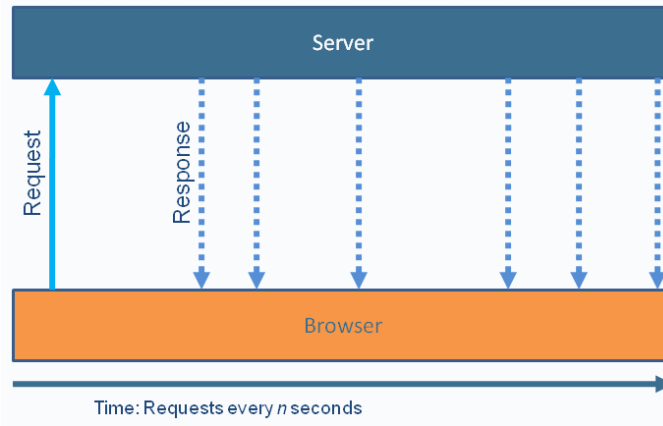 Server
Request
Response
Browser
Time: Requests every n seconds